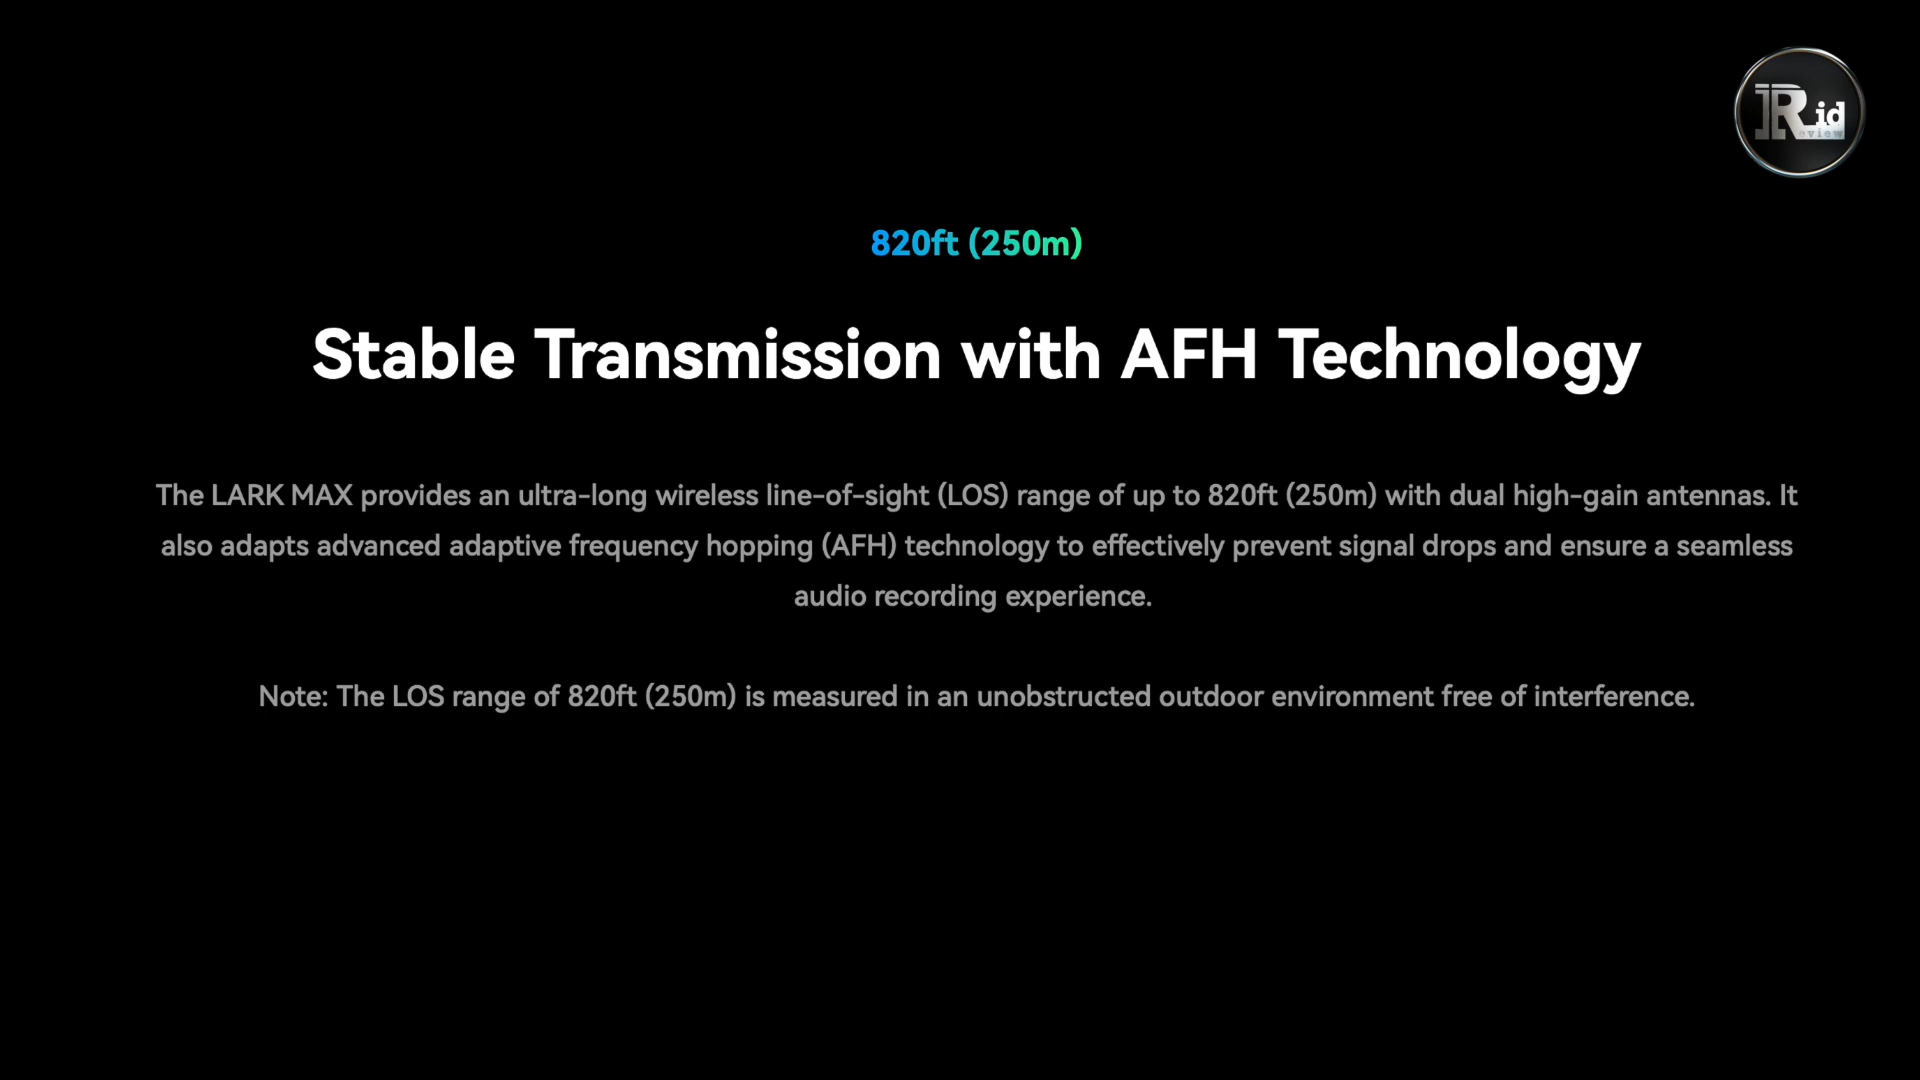 R.id
eview
820ft (250m)
Stable Transmission with AFH Technology
The LARK MAX provides an ultra-long wireless line-of-sight (LOS) range of up to 820ft (250m) with dual high-gain antennas. It
also adapts advanced adaptive frequency hopping (AFH) technology to effectively prevent signal drops and ensure a seamless
audio recording experience.
Note: The LOS range of 820ft (250m) is measured in an unobstructed outdoor environment free of interference.